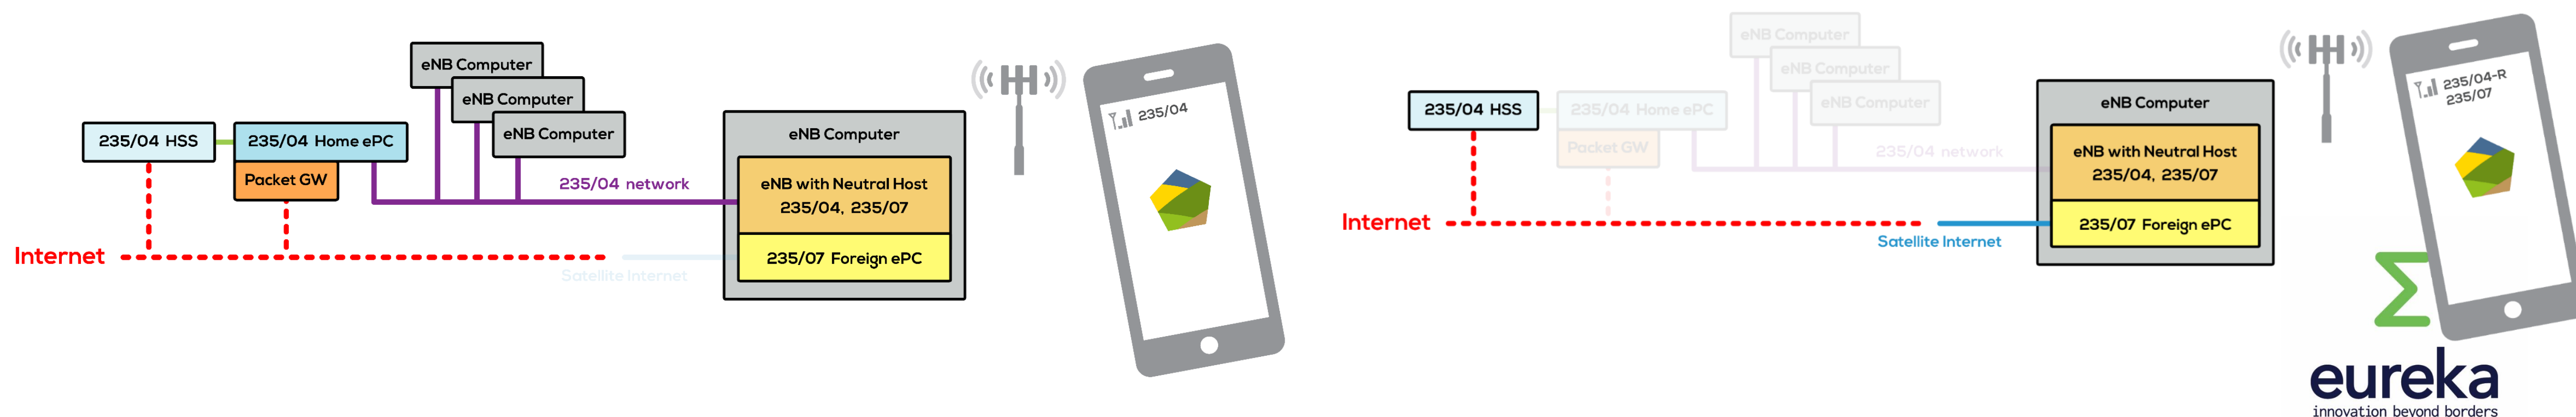 eNB Computer
eNB Computer
eNB Computer
235/04 HSS
235/04 Home ePC
Packet GW
235/04 network
Internet
Satellite Internet
eNB Computer
eNB with Neutral Host
235/04, 235/07
235/07 Foreign ePC
235/04
eNB Computer
eNB Computer
eNB Computer
235/04 HSS
235/04 Home ePC
Packet GW
235/04 network
Internet
Satellite Internet
eNB Computer
eNB with Neutral Host
235/04, 235/07
235/07 Foreign ePC
235/04-R
235/07
eureka
innovation beyond borders